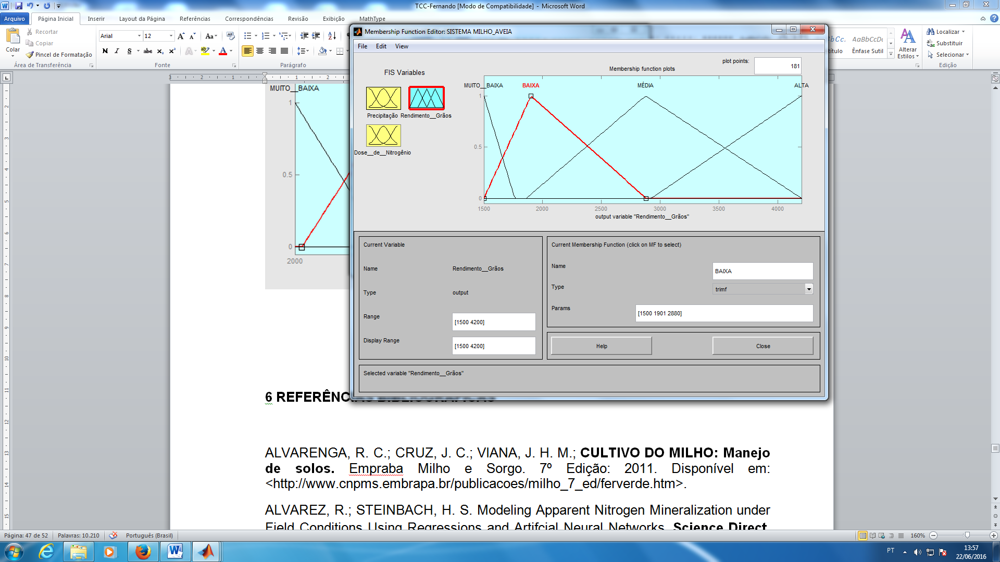 TCC-Fernando [Modo de Compatibilidade] - Microsoft Word
Arquivo Página Inicial Inserir Layout da Página Referências Correspondências Revisão Exibição MathType
Colar
Recortar
Copiar
Pincel de Formatação
Área de Transferência
Arial 12
N I S abc x₂ x²
Fonte
Parágrafo
AaBbCcDt
Ênfase Sutil
Alterar Estilos
Localizar
Substituir
Selecionar
Edição
MUITO__BAIXA
1
0.5
0
2000
Membership Function Editor: SISTEMA MILHO_AVEIA
File Edit View
FIS Variables
Precipitação
Rendimento__Grãos
Dose__de__Nitrogênio
Membership function plots
plot points: 181
MUITO__BAIXA BAIXA MÉDIA ALTA
1
0.5
0
1500 2000 2500 3000 3500 4000
output variable "Rendimento__Grãos"
Current Variable
Name Rendimento__Grãos
Type output
Range [1500 4200]
Display Range [1500 4200]
Current Membership Function (click on MF to select)
Name BAIXA
Type trimf
Params [1500 1901 2880]
Help Close
Selected variable "Rendimento__Grãos"
6 REFERÊNCIAS BIBLIOGRÁFICAS
ALVARENGA, R. C.; CRUZ, J. C.; VIANA, J. H. M.; CULTIVO DO MILHO: Manejo
de solos. Empraba Milho e Sorgo. 7º Edição: 2011. Disponível em:
<http://www.cnpms.embrapa.br/publicacoes/milho_7_ed/ferverde.htm>.
ALVAREZ, R.; STEINBACH, H. S. Modeling Apparent Nitrogen Mineralization under
Field Conditions Using Regressions and Artifcial Neural Networks. Science Direct.
Página: 47 de 52 Palavras: 10.210 Português (Brasil)
160%
PT
13:57
22/06/2016